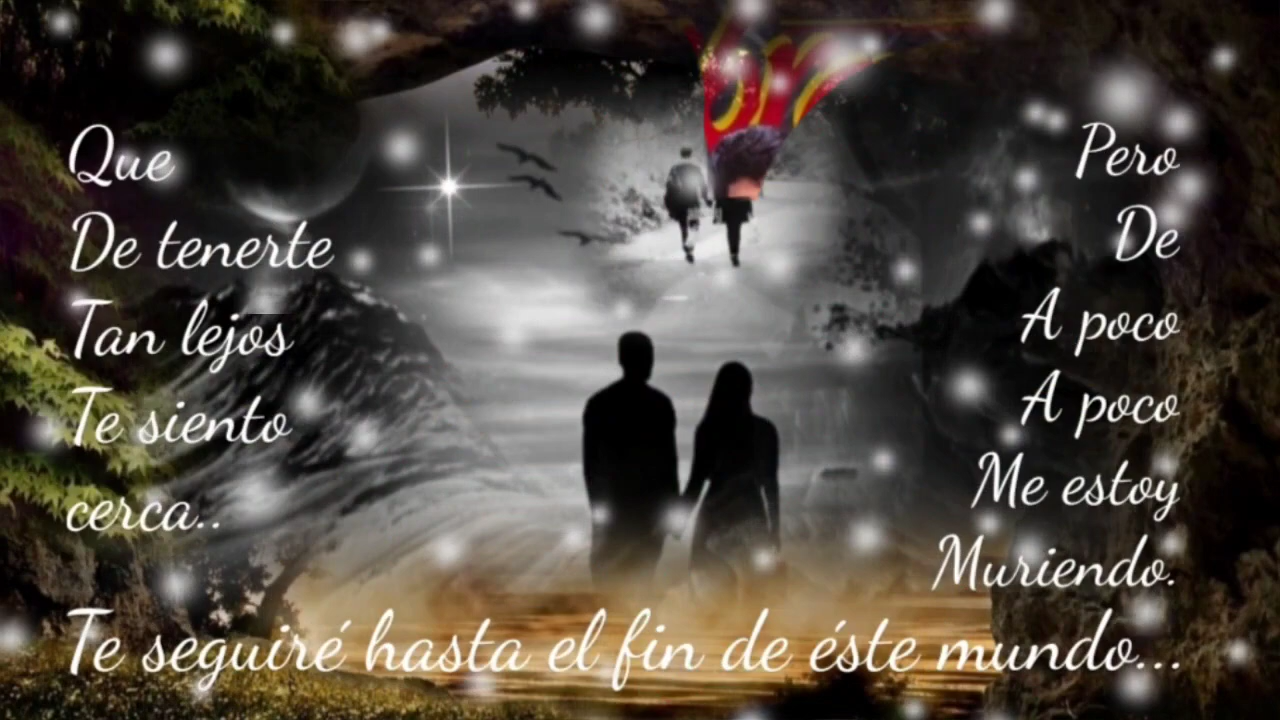 Que
De tenerte
Tan lejos
Te siento
cerca..
Pero
De
A poco
A poco
Me estoy
Muriendo.
Te seguiré hasta el fin de éste mundo...